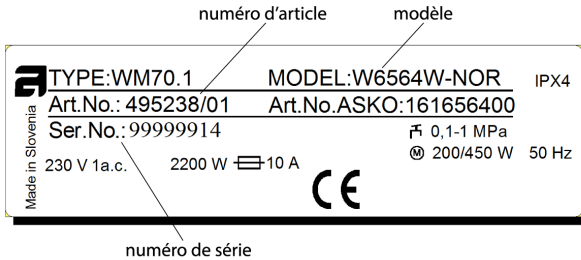 numéro d'article modèle
TYPE:WM70.1 MODEL:W6564W-NOR IPX4
Art.No.: 495238/01 Art.No.ASKO:161656400
Ser.No.: 99999914
0,1-1 MPa
230 V 1a.c. 2200 W 10 A
M 200/450 W 50 Hz
CE
Made in Slovenia
numéro de série